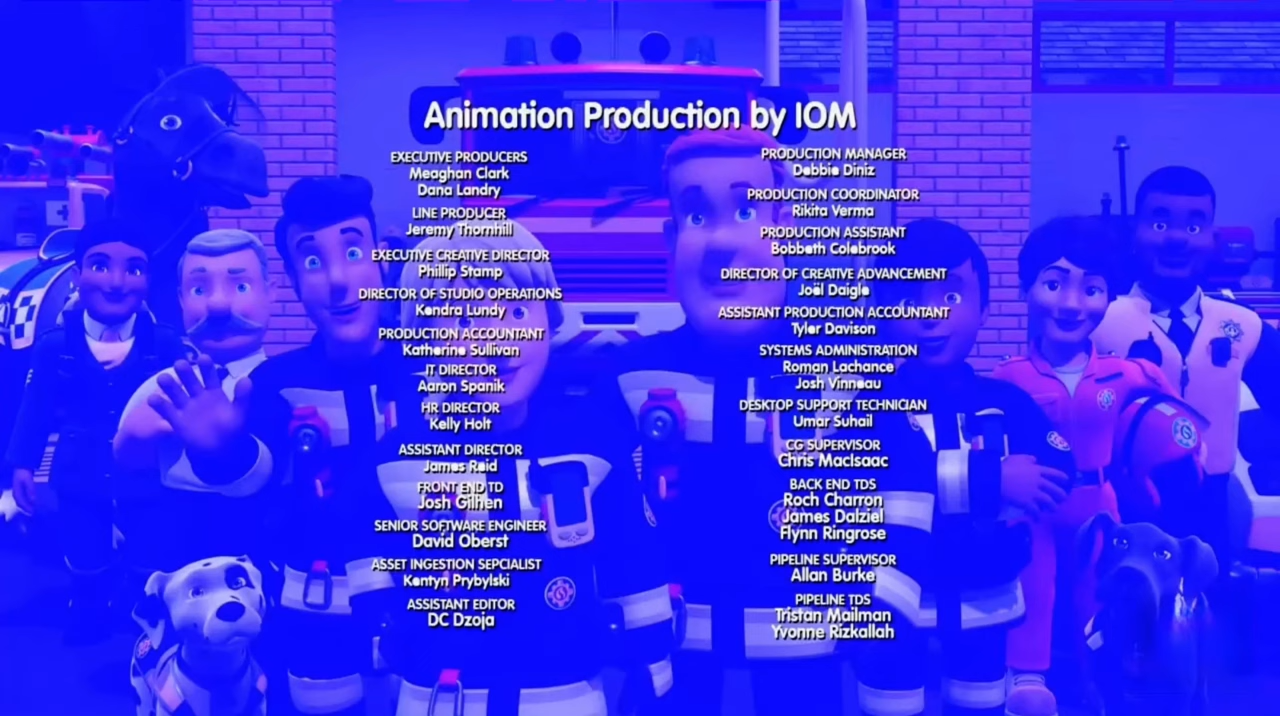 Animation Production by IOM
EXECUTIVE PRODUCERS
Meaghan Clark
Dana Landry
LINE PRODUCER
Jeremy Thornhill
EXECUTIVE CREATIVE DIRECTOR
Phillip Stamp
DIRECTOR OF STUDIO OPERATIONS
Kendra Lundy
PRODUCTION ACCOUNTANT
Katherine Sullivan
IT DIRECTOR
Aaron Spanik
HR DIRECTOR
Kelly Holt
ASSISTANT DIRECTOR
James Reid
FRONT END TD
Josh Gilhen
SENIOR SOFTWARE ENGINEER
David Oberst
ASSET INGESTION SEPCIALIST
Kentyn Prybylski
ASSISTANT EDITOR
DC Dzoja
PRODUCTION MANAGER
Debbie Diniz
PRODUCTION COORDINATOR
Rikita Verma
PRODUCTION ASSISTANT
Bobbeth Colebrook
DIRECTOR OF CREATIVE ADVANCEMENT
Joël Daigle
ASSISTANT PRODUCTION ACCOUNTANT
Tyler Davison
SYSTEMS ADMINISTRATION
Roman Lachance
Josh Vinneau
DESKTOP SUPPORT TECHNICIAN
Umar Suhail
CG SUPERVISOR
Chris MacIsaac
BACK END TDS
Roch Charron
James Dalziel
Flynn Ringrose
PIPELINE SUPERVISOR
Allan Burke
PIPELINE TDS
Tristan Mailman
Yvonne Rizkallah